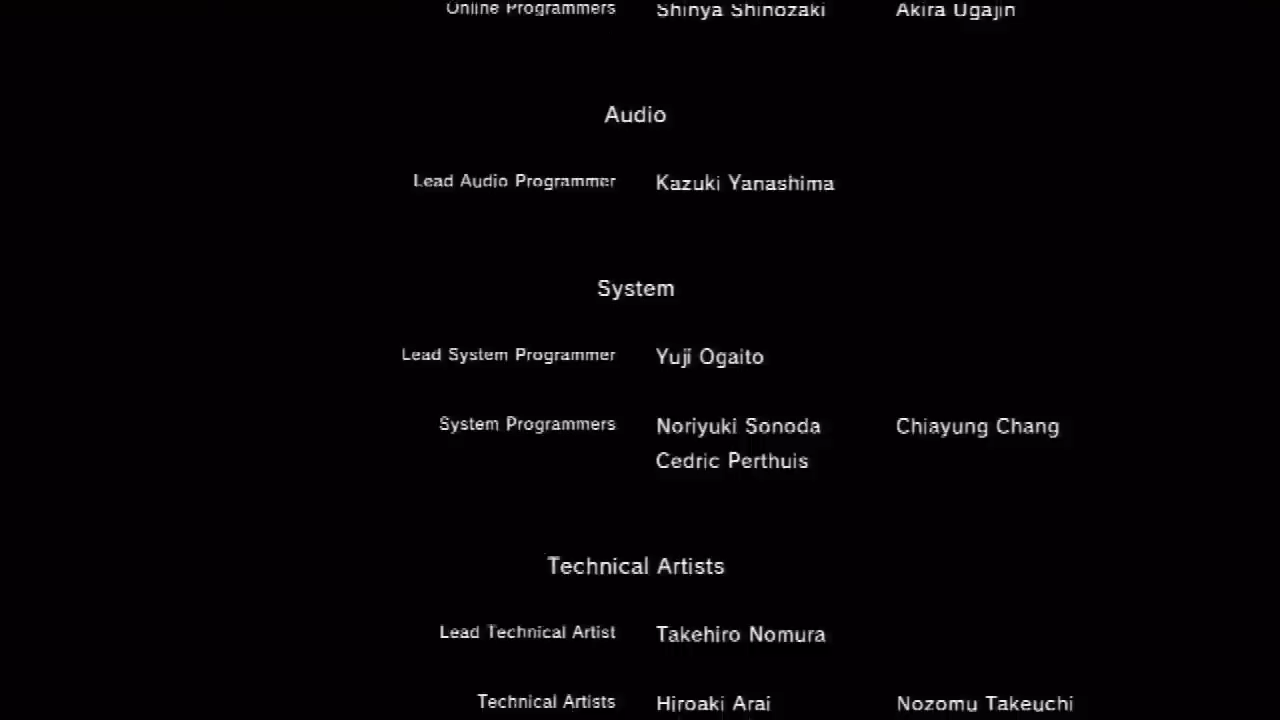 Online Programmers Shinya Shinozaki Akira Ugajin
Audio
Lead Audio Programmer Kazuki Yanashima
System
Lead System Programmer Yuji Ogaito
System Programmers Noriyuki Sonoda Chiayung Chang
Cedric Perthuis
Technical Artists
Lead Technical Artist Takehiro Nomura
Technical Artists Hiroaki Arai Nozomu Takeuchi